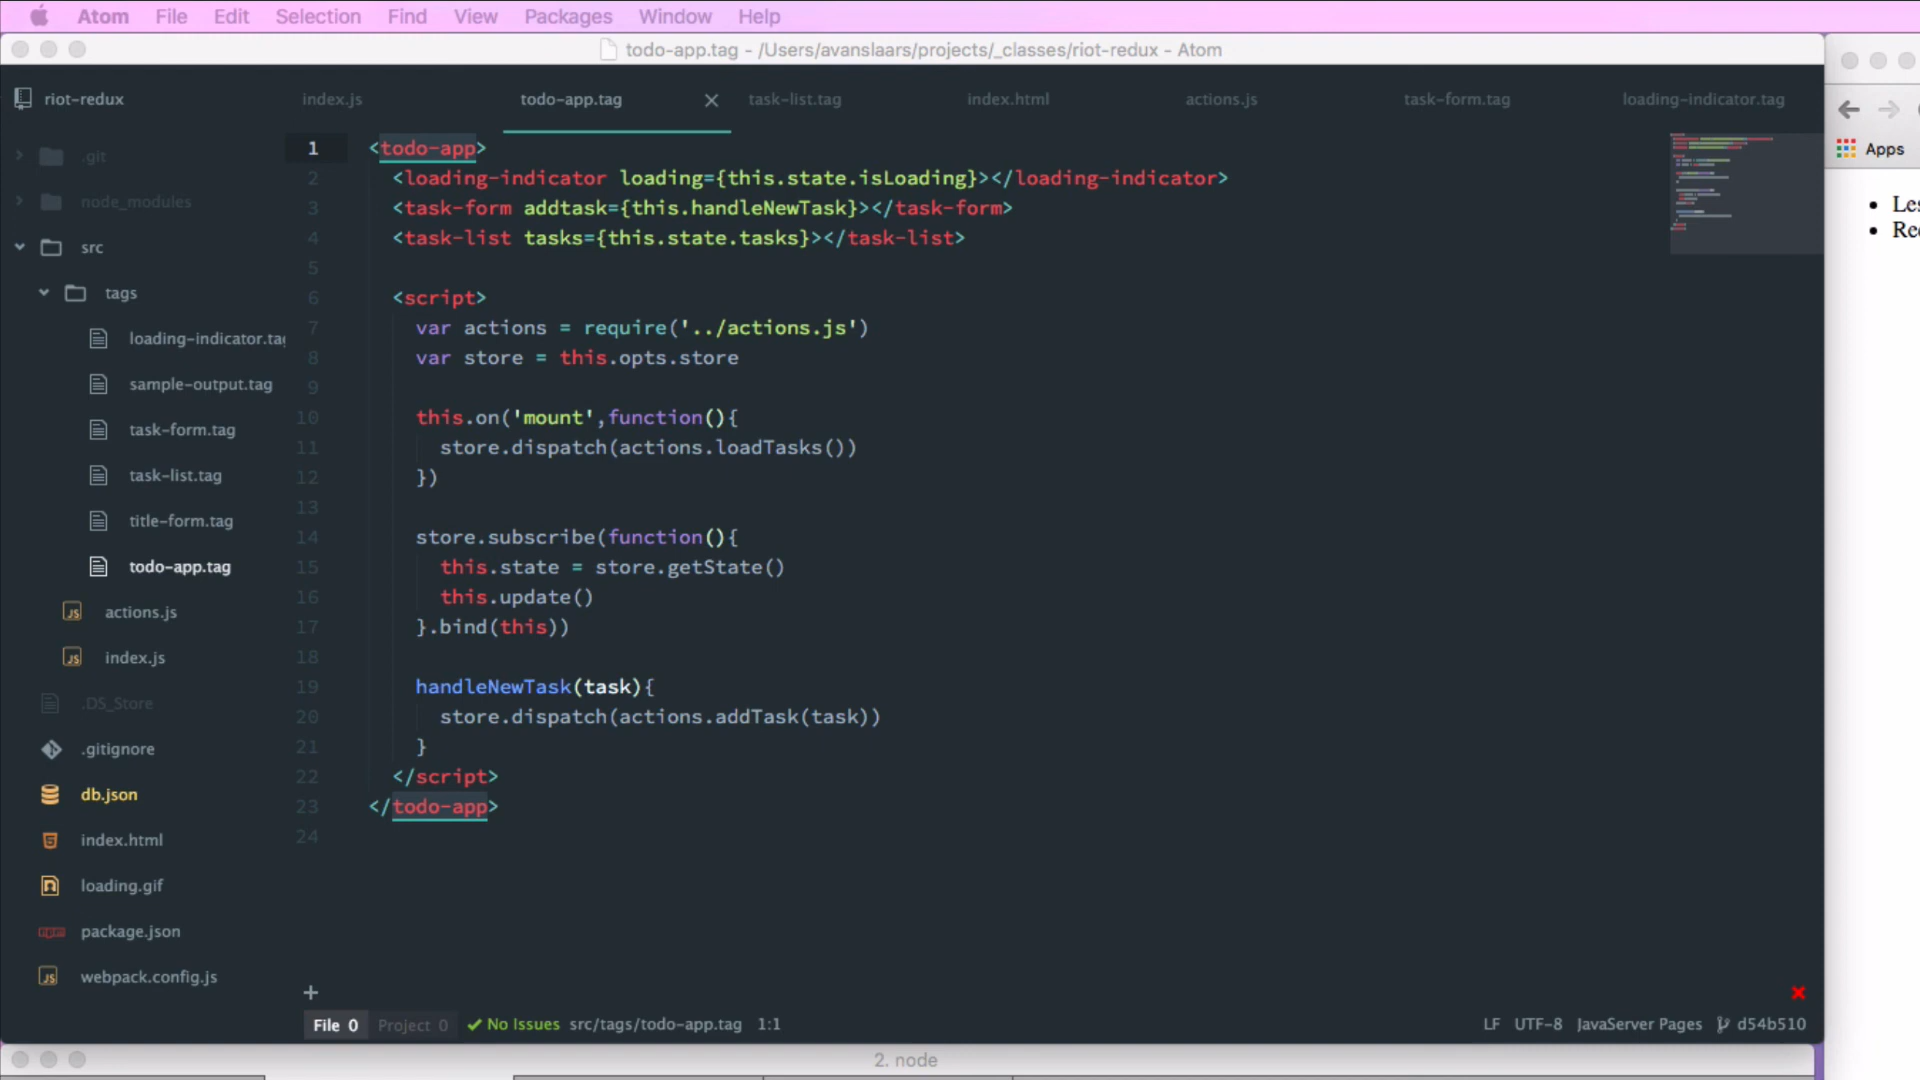 Atom File Edit Selection Find View Packages Window Help
todo-app.tag - /Users/avanslaars/projects/_classes/riot-redux - Atom
riot-redux
index.js todo-app.tag task-list.tag index.html actions.js task-form.tag loading-indicator.tag
.git
node_modules
src
tags
loading-indicator.tag
sample-output.tag
task-form.tag
task-list.tag
title-form.tag
todo-app.tag
actions.js
index.js
.DS_Store
.gitignore
db.json
index.html
loading.gif
package.json
webpack.config.js
1 <todo-app>
2 <loading-indicator loading={this.state.isLoading}></loading-indicator>
3 <task-form addtask={this.handleNewTask}></task-form>
4 <task-list tasks={this.state.tasks}></task-list>
5
6 <script>
7 var actions = require('../actions.js')
8 var store = this.opts.store
9
10 this.on('mount',function(){
11 store.dispatch(actions.loadTasks())
12 })
13
14 store.subscribe(function(){
15 this.state = store.getState()
16 this.update()
17 }.bind(this))
18
19 handleNewTask(task){
20 store.dispatch(actions.addTask(task))
21 }
22 </script>
23 </todo-app>
24
+
File 0 Project 0 No Issues src/tags/todo-app.tag 1:1 LF UTF-8 JavaServer Pages d54b510
2. node
Apps